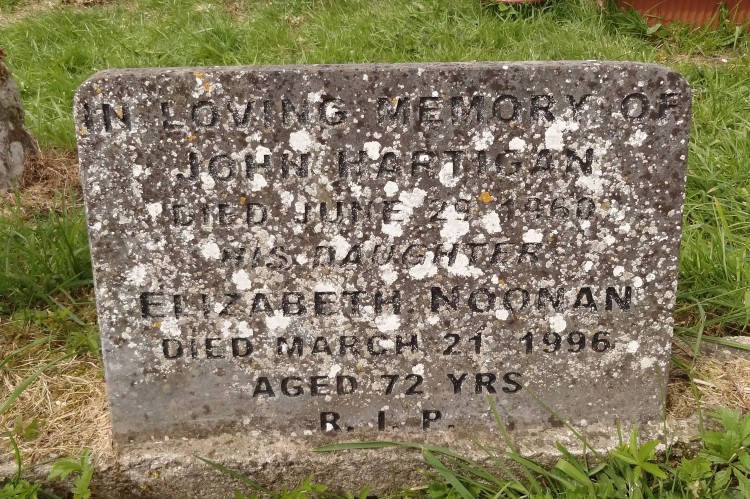 IN LOVING MEMORY OF
JOHN HARTIGAN
DIED JUNE 29 1960
HIS DAUGHTER
ELIZABETH NOONAN
DIED MARCH 21 1996
AGED 72 YRS
R. I. P.